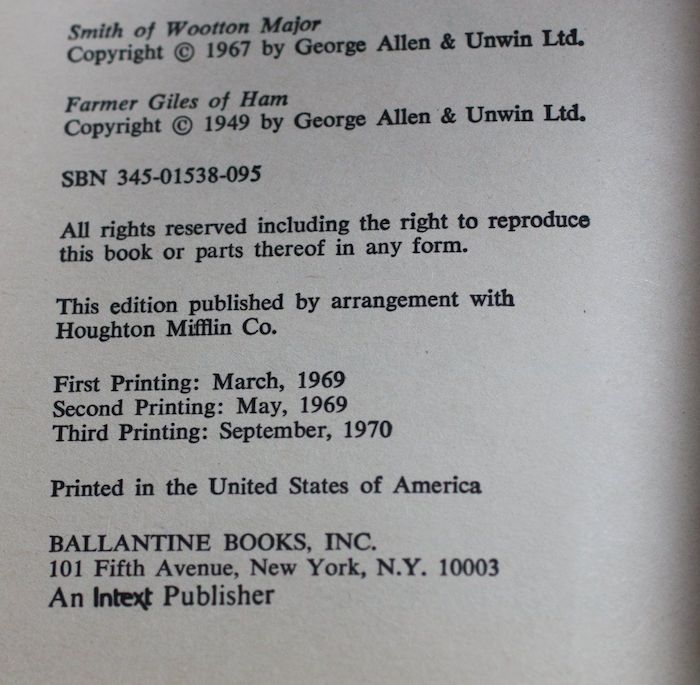 Smith of Wootton Major
Copyright © 1967 by George Allen & Unwin Ltd.
Farmer Giles of Ham
Copyright © 1949 by George Allen & Unwin Ltd.
SBN 345-01538-095
All rights reserved including the right to reproduce
this book or parts thereof in any form.
This edition published by arrangement with
Houghton Mifflin Co.
First Printing: March, 1969
Second Printing: May, 1969
Third Printing: September, 1970
Printed in the United States of America
BALLANTINE BOOKS, INC.
101 Fifth Avenue, New York, N.Y. 10003
An Intext Publisher